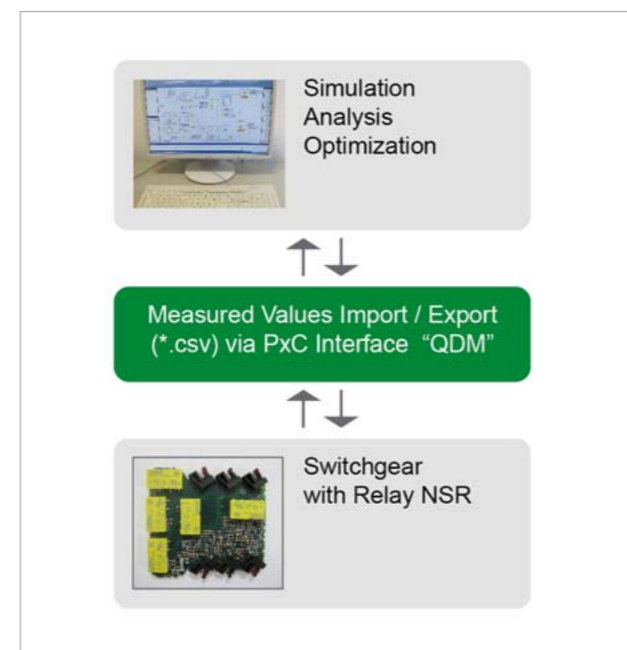 Simulation
Analysis
Optimization
Measured Values Import / Export
(*.csv) via PxC Interface “QDM”
Switchgear
with Relay NSR